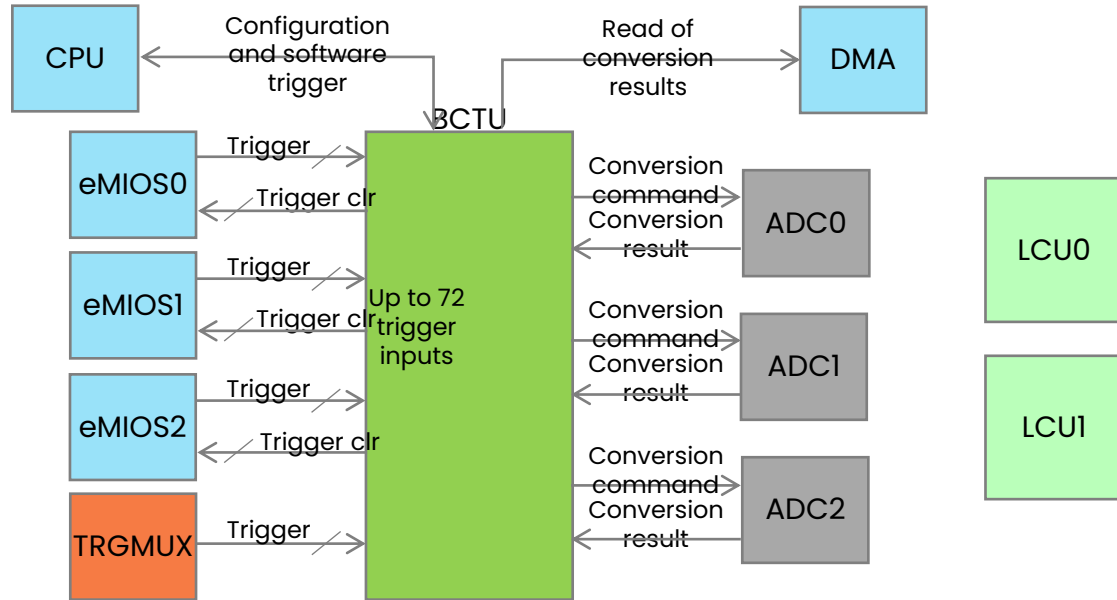 CPU
Configuration
and software
trigger
Read of
conversion
results
DMA
BCTU
eMIOS0
Trigger
Trigger clr
eMIOS1
Trigger
Trigger clr
eMIOS2
Trigger
Trigger clr
TRGMUX
Trigger
Up to 72
trigger
inputs
Conversion
command
Conversion
result
ADC0
Conversion
command
Conversion
result
ADC1
Conversion
command
Conversion
result
ADC2
LCU0
LCU1